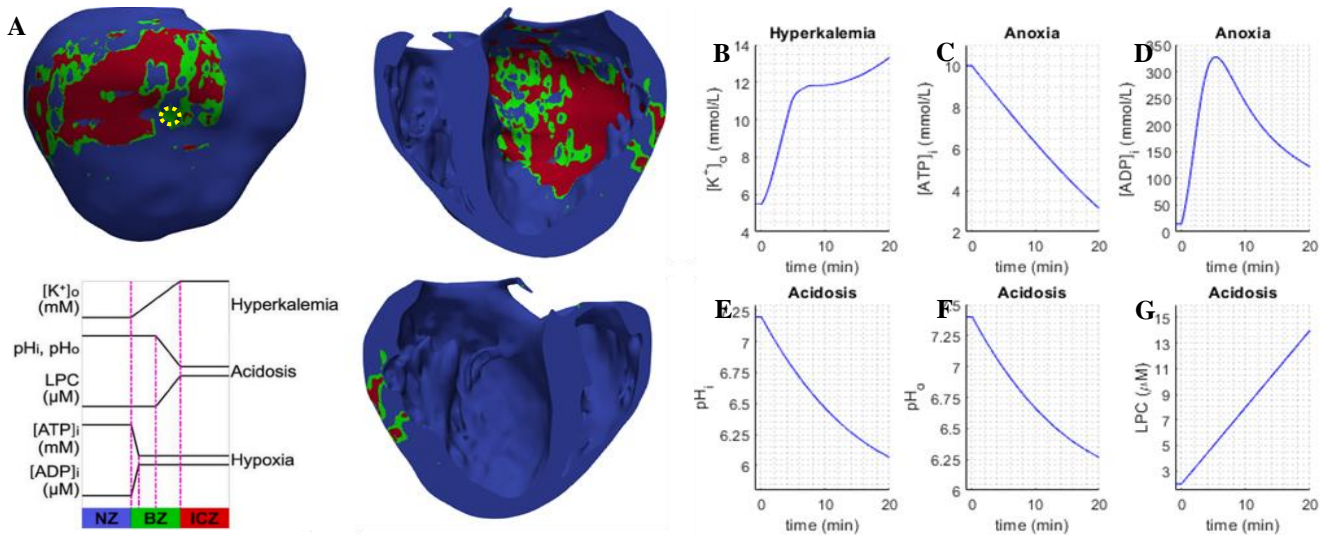 A
[K⁺]ₒ
(mM)
Hyperkalemia
pHi, pHo
Acidosis
LPC
(µM)
[ATP]i
(mM)
Hypoxia
[ADP]i
(µM)
NZ BZ ICZ
B
Hyperkalemia
14
12
10
8
6
4
[K⁺]ₒ (mmol/L)
0 10 20
time (min)
C
Anoxia
10
8
6
4
2
[ATP]ᵢ (mmol/L)
0 10 20
time (min)
D
Anoxia
350
300
250
200
150
100
50
0
[ADP]ᵢ (mmol/L)
0 10 20
time (min)
E
Acidosis
7.25
7
6.75
6.5
6.25
6
pHᵢ
0 10 20
time (min)
F
Acidosis
7.5
7.25
7
6.75
6.5
6.25
6
pHₒ
0 10 20
time (min)
G
Acidosis
15
13
11
9
7
5
3
LPC (µM)
0 10 20
time (min)